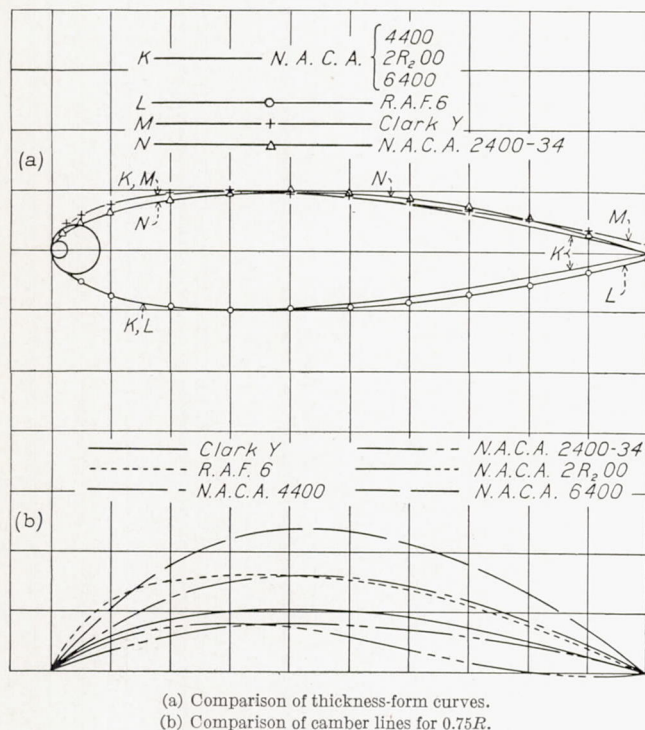 K N. A. C. A. { 4400
2R₂00
6400
L R.A.F. 6
M Clark Y
N N.A.C.A. 2400-34
(a)
K, M
N
N
M
K
L
K, L
Clark Y
R.A.F. 6
N.A.C.A. 4400
N.A.C.A. 2400-34
N.A.C.A. 2R₂00
N.A.C.A. 6400
(b)
(a) Comparison of thickness-form curves.
(b) Comparison of camber lines for 0.75R.